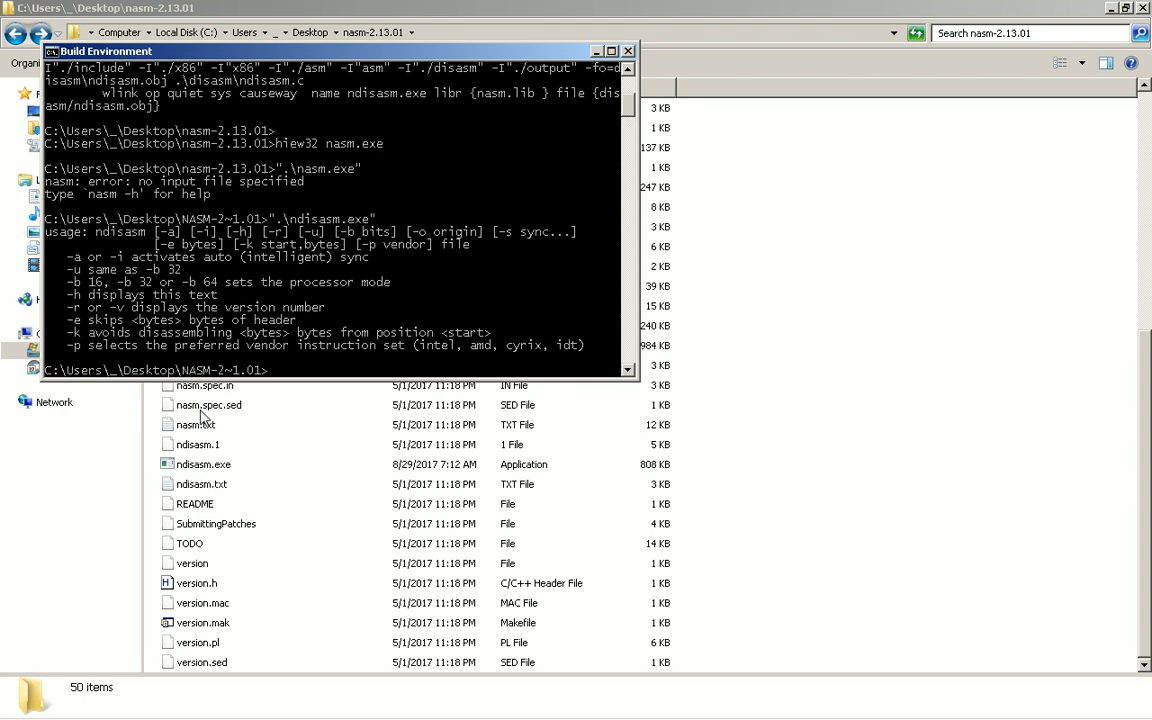 C:\Users\_\Desktop\nasm-2.13.01
Computer ▾ Local Disk (C:) ▾ Users ▾ _ ▾ Desktop ▾ nasm-2.13.01 ▾
Search nasm-2.13.01
Organi
Build Environment
I"./include" -I"./x86" -I"x86" -I"./asm" -I"asm" -I"./disasm" -I"./output" -fo=d
isasm\ndisasm.obj .\disasm\ndisasm.c
wlink op quiet sys causeway  name ndisasm.exe libr {nasm.lib } file {dis
asm/ndisasm.obj}
C:\Users\_\Desktop\nasm-2.13.01>
C:\Users\_\Desktop\nasm-2.13.01>hiew32 nasm.exe
C:\Users\_\Desktop\nasm-2.13.01>".\nasm.exe"
nasm: error: no input file specified
type `nasm -h' for help
C:\Users\_\Desktop\NASM-2~1.01>".\ndisasm.exe"
usage: ndisasm [-a] [-i] [-h] [-r] [-u] [-b bits] [-o origin] [-s sync...]
[-e bytes] [-k start,bytes] [-p vendor] file
-a or -i activates auto (intelligent) sync
-u same as -b 32
-b 16, -b 32 or -b 64 sets the processor mode
-h displays this text
-r or -v displays the version number
-e skips <bytes> bytes of header
-k avoids disassembling <bytes> bytes from position <start>
-p selects the preferred vendor instruction set (intel, amd, cyrix, idt)
C:\Users\_\Desktop\NASM-2~1.01>
3 KB
1 KB
137 KB
1 KB
247 KB
8 KB
3 KB
6 KB
2 KB
39 KB
15 KB
240 KB
984 KB
3 KB
nasm.spec.in 5/1/2017 11:18 PM IN File 3 KB
nasm.spec.sed 5/1/2017 11:18 PM SED File 1 KB
nasm.txt 5/1/2017 11:18 PM TXT File 12 KB
ndisasm.1 5/1/2017 11:18 PM 1 File 5 KB
ndisasm.exe 8/29/2017 7:12 AM Application 808 KB
ndisasm.txt 5/1/2017 11:18 PM TXT File 3 KB
README 5/1/2017 11:18 PM File 1 KB
SubmittingPatches 5/1/2017 11:18 PM File 4 KB
TODO 5/1/2017 11:18 PM File 14 KB
version 5/1/2017 11:18 PM File 1 KB
version.h 5/1/2017 11:18 PM C/C++ Header File 1 KB
version.mac 5/1/2017 11:18 PM MAC File 1 KB
version.mak 5/1/2017 11:18 PM Makefile 1 KB
version.pl 5/1/2017 11:18 PM PL File 6 KB
version.sed 5/1/2017 11:18 PM SED File 1 KB
Network
50 items